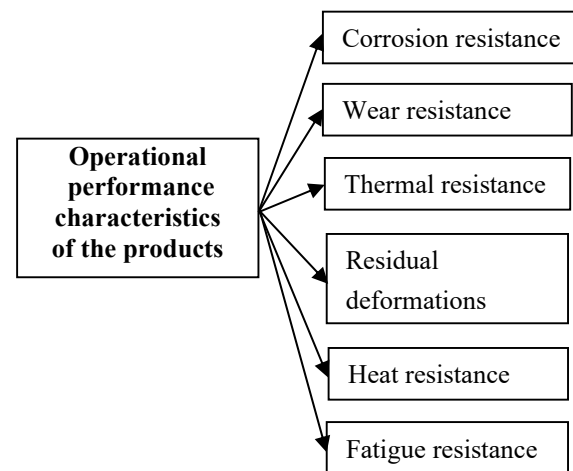 Operational
performance
characteristics
of the products
Corrosion resistance
Wear resistance
Thermal resistance
Residual
deformations
Heat resistance
Fatigue resistance